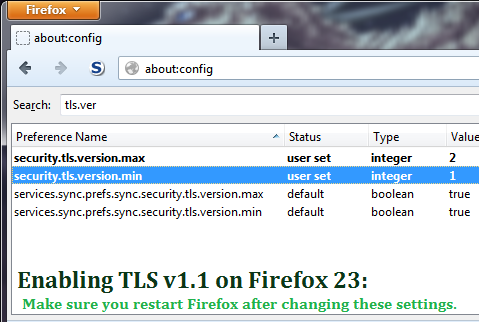 Firefox
about:config
+
S about:config
Search: tls.ver
Preference Name Status Type Value
security.tls.version.max user set integer 2
security.tls.version.min user set integer 1
services.sync.prefs.sync.security.tls.version.max default boolean true
services.sync.prefs.sync.security.tls.version.min default boolean true
Enabling TLS v1.1 on Firefox 23:
Make sure you restart Firefox after changing these settings.